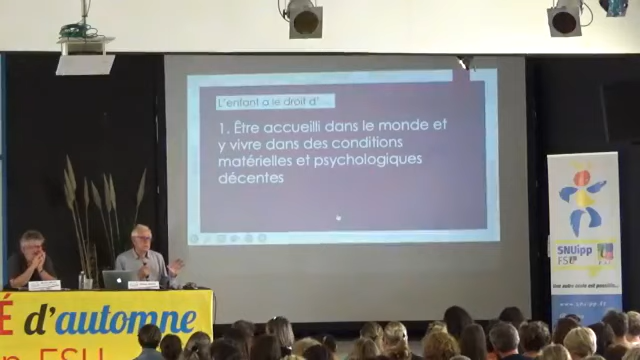 L'enfant a le droit d'...
1. Être accueilli dans le monde et
y vivre dans des conditions
matérielles et psychologiques
décentes
SNUipp
FSU
É d'automne